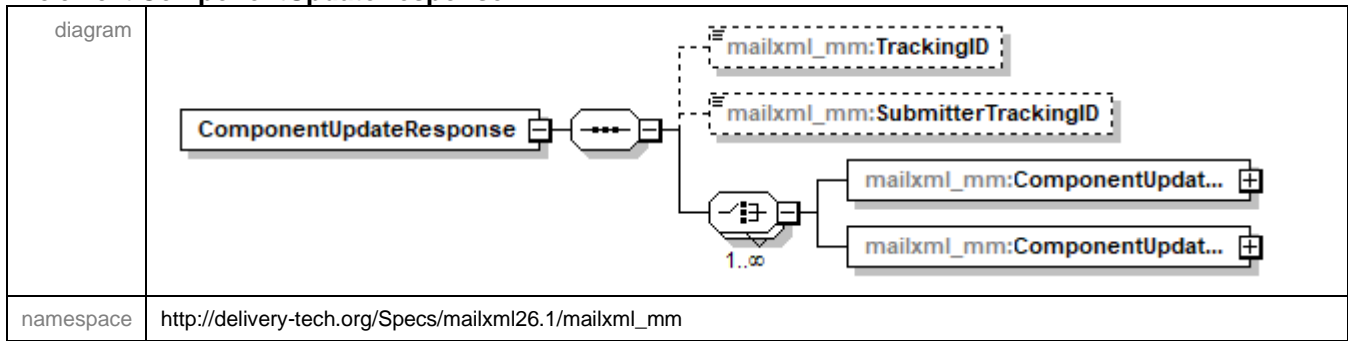 diagram
mailxml_mm:TrackingID
mailxml_mm:SubmitterTrackingID
ComponentUpdateResponse
mailxml_mm:ComponentUpdat...
mailxml_mm:ComponentUpdat...
1..∞
namespace http://delivery-tech.org/Specs/mailxml26.1/mailxml_mm